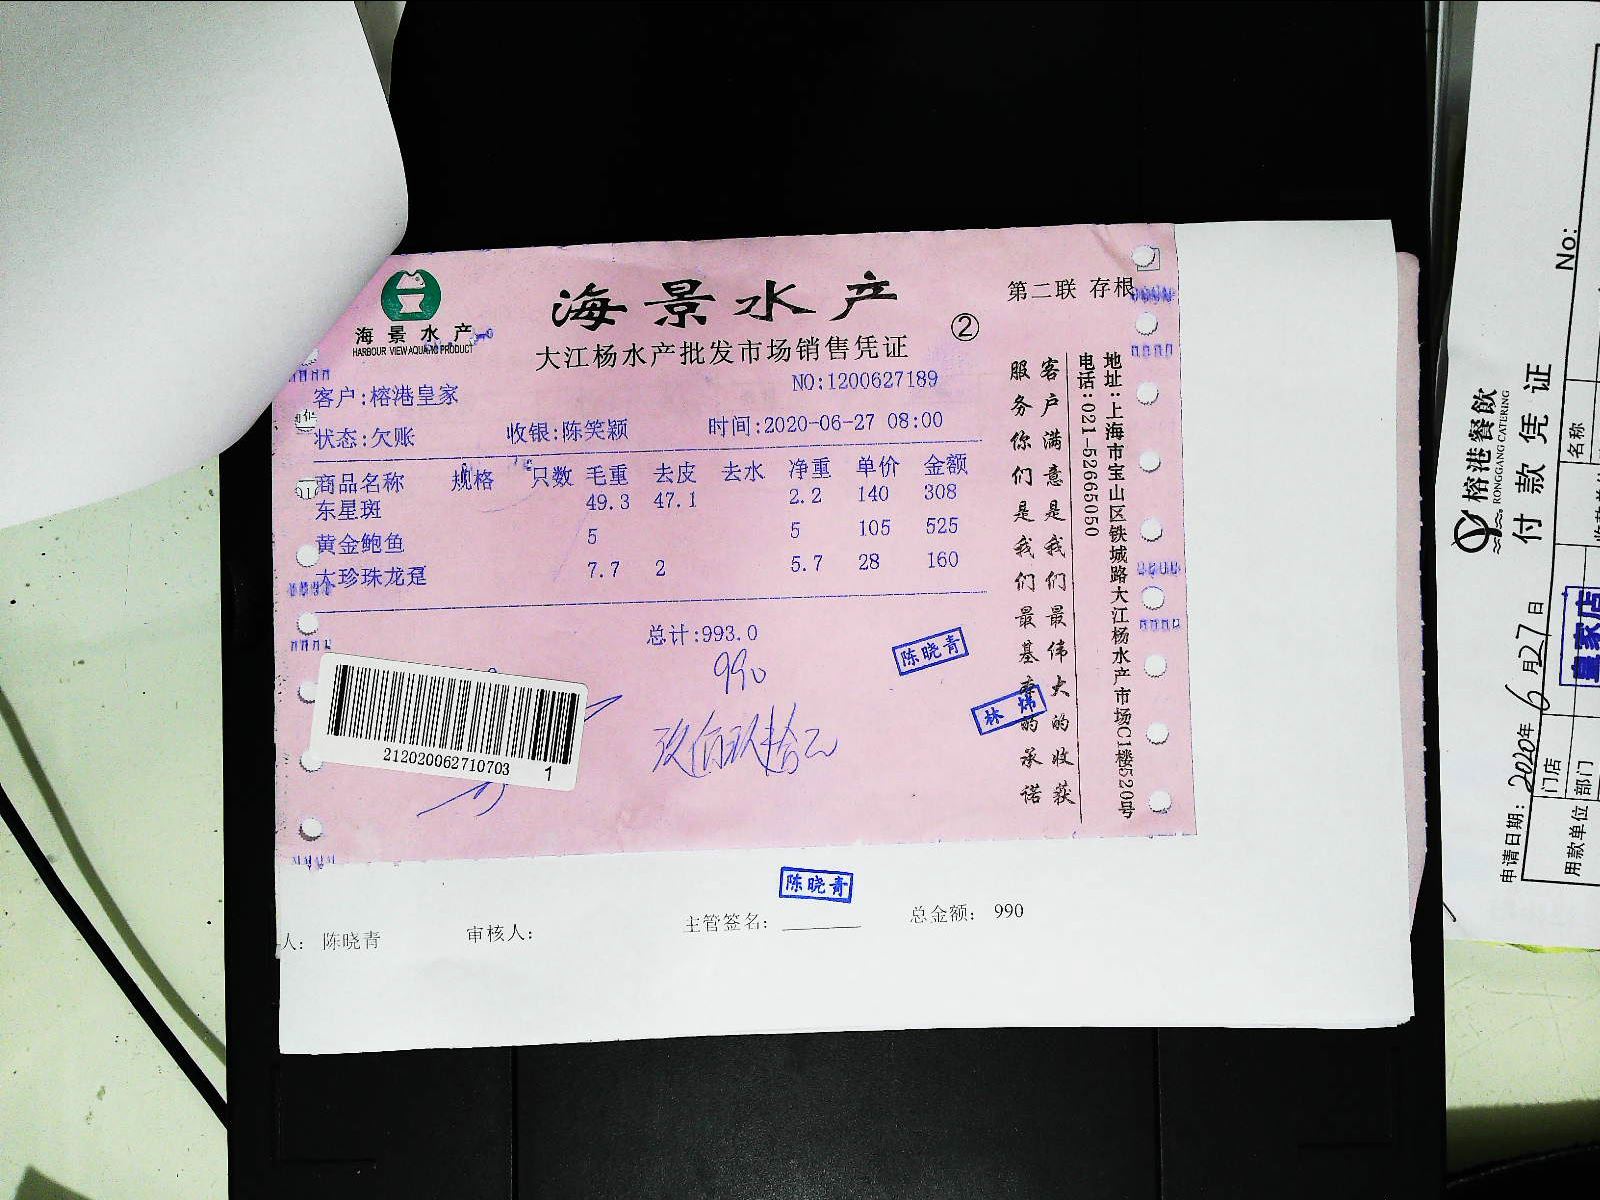 海景水产
HARBOUR VIEW AQUATIC PRODUCT
海景水产
大江杨水产批发市场销售凭证
②
第二联 存根
NO:1200627189
客户:榕港皇家
状态:欠账 收银:陈笑颖 时间:2020-06-27 08:00
商品名称 规格 只数 毛重 去皮 去水 净重 单价 金额
东星斑 49.3 47.1 2.2 140 308
黄金鲍鱼 5 5 105 525
大珍珠龙趸 7.7 2 5.7 28 160
总计:993.0
990
玖佰玖拾元
陈晓青
林炜
212020062710703 1
客户满意是我们最伟大的收获
服务你们是我们最基本的承诺
地址:上海市宝山区铁城路大江杨水产市场C1楼520号
电话:021-52665050
陈晓青
人: 陈晓青 审核人: 主管签名: 总金额: 990
榕港餐飲
RONGGANG CATERING
付款凭证
No:
申请日期: 2020年6月27日
皇家店
用款单位
门店
部门
名称